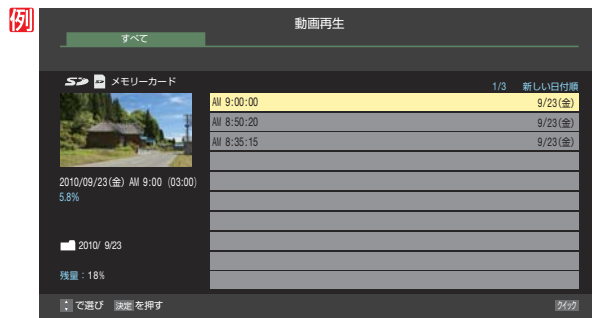 例
動画再生
すべて
SD メモリーカード
1/3 新しい日付順
AM 9:00:00 9/23(金)
AM 8:50:20 9/23(金)
AM 8:35:15 9/23(金)
2010/09/23(金) AM 9:00 (03:00)
5.8%
2010/ 9/23
残量：18%
で選び 決定 を押す
クイック